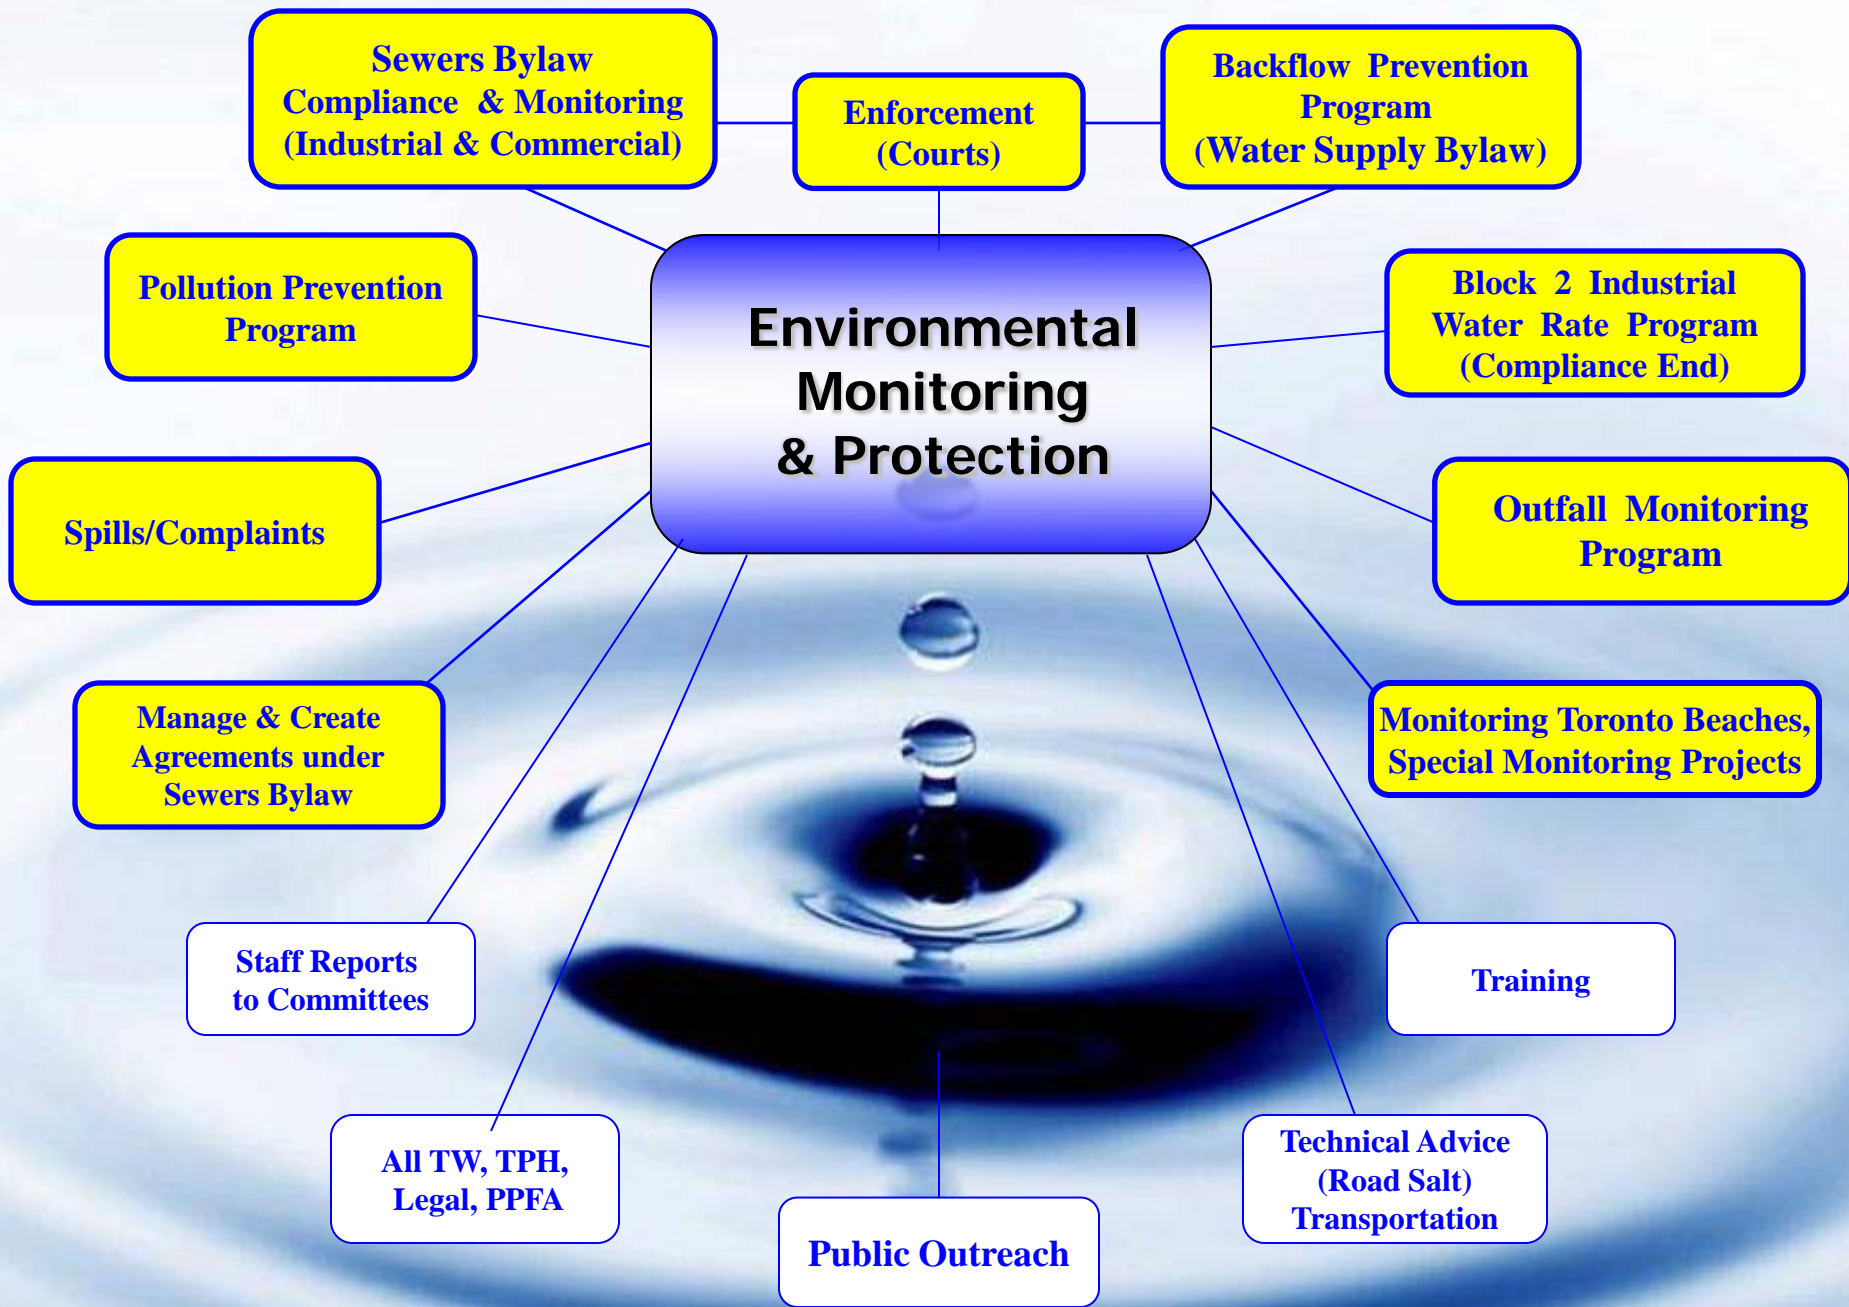 Sewers Bylaw
Compliance & Monitoring
(Industrial & Commercial)
Enforcement
(Courts)
Backflow Prevention
Program
(Water Supply Bylaw)
Pollution Prevention
Program
Environmental
Monitoring
& Protection
Block 2 Industrial
Water Rate Program
(Compliance End)
Spills/Complaints
Outfall Monitoring
Program
Manage & Create
Agreements under
Sewers Bylaw
Monitoring Toronto Beaches,
Special Monitoring Projects
Staff Reports
to Committees
Training
All TW, TPH,
Legal, PPFA
Public Outreach
Technical Advice
(Road Salt)
Transportation